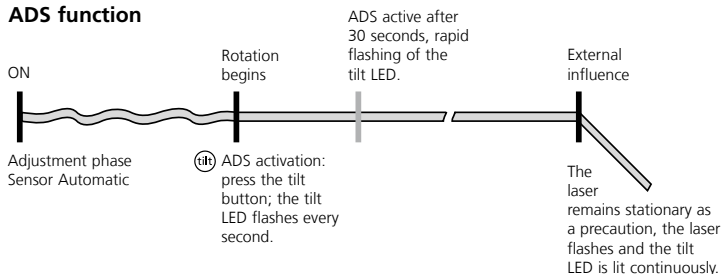 ADS function
ON
Rotation
begins
ADS active after
30 seconds, rapid
flashing of the
tilt LED.
External
influence
Adjustment phase
Sensor Automatic
tilt ADS activation:
press the tilt
button; the tilt
LED flashes every
second.
The
laser
remains stationary as
a precaution, the laser
flashes and the tilt
LED is lit continuously.